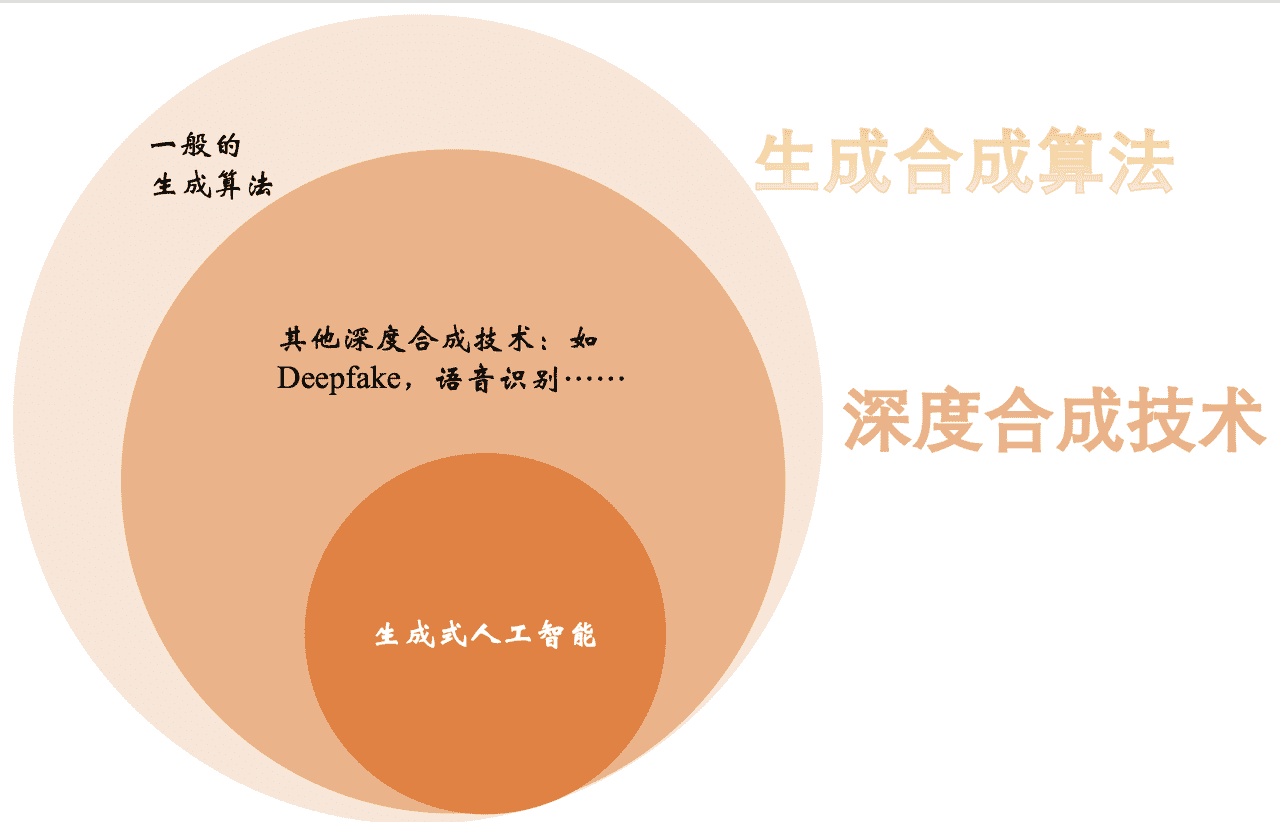 一般的
生成算法
生成合成算法
其他深度合成技术：如
Deepfake，语音识别……
深度合成技术
生成式人工智能